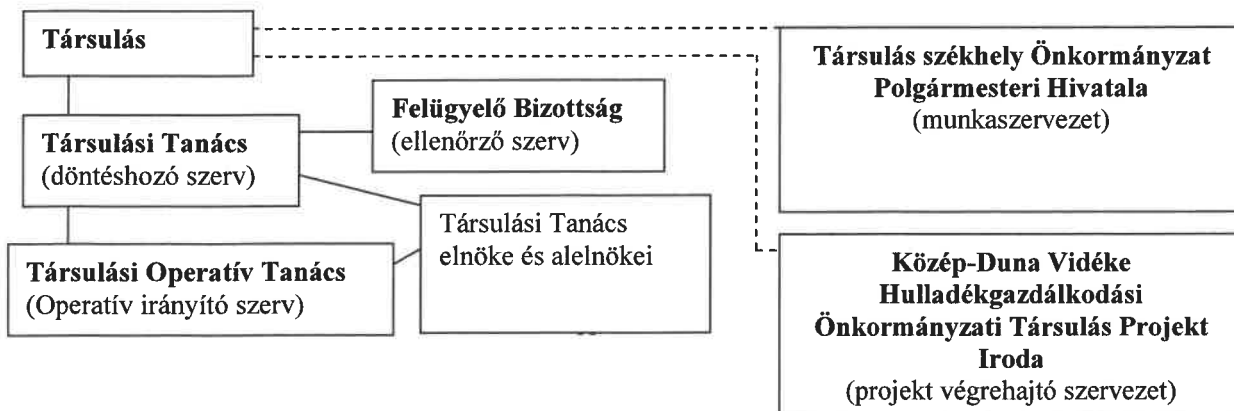 Társulás
Társulási Tanács
(döntéshozó szerv)
Társulási Operatív Tanács
(Operatív irányító szerv)
Felügyelő Bizottság
(ellenőrző szerv)
Társulási Tanács
elnöke és alelnökei
Társulás székhely Önkormányzat
Polgármesteri Hivatala
(munkaszervezet)
Közép-Duna Vidéke
Hulladékgazdálkodási
Önkormányzati Társulás Projekt
Iroda
(projekt végrehajtó szervezet)